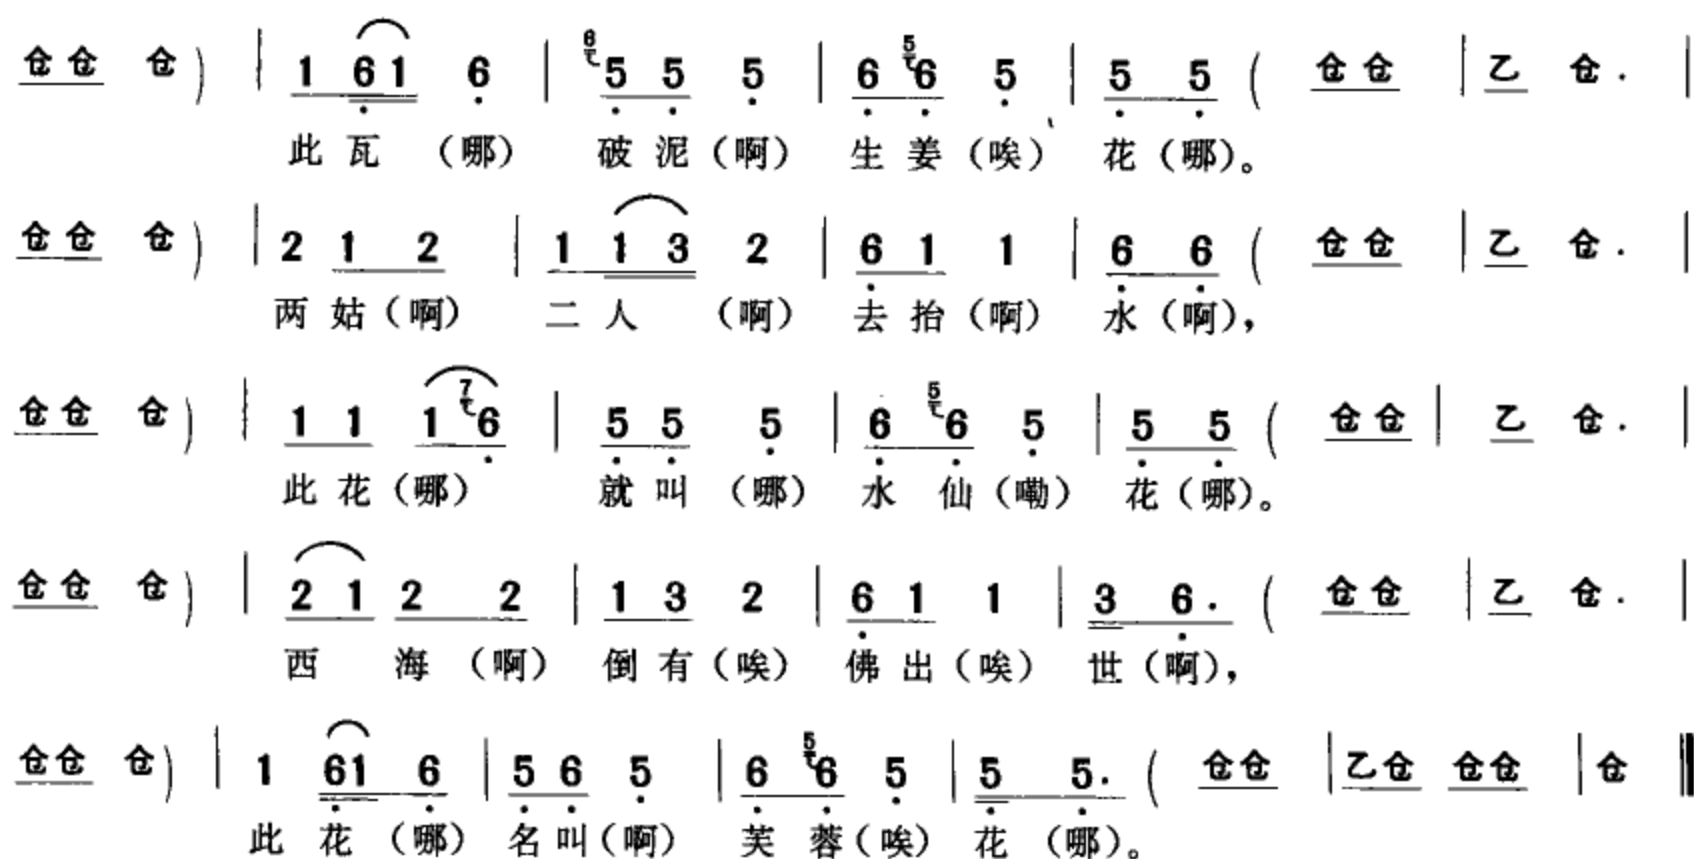 仓仓 仓) | 1 6 1 6 | 6 5 5 5 | 6 5 6 5 | 5 5 ( 仓仓 | 乙 仓. |
此瓦 (哪) 破泥(啊) 生姜(唉) 花(哪)。
仓仓 仓) | 2 1 2 | 1 1 3 2 | 6 1 1 | 6 6 ( 仓仓 | 乙 仓. |
两姑(啊) 二人 (啊) 去抬(啊) 水(啊),
仓仓 仓) | 1 1 1 7 6 | 5 5 5 | 6 5 6 5 | 5 5 ( 仓仓 | 乙 仓. |
此花(哪) 就叫 (哪) 水仙(嘞) 花(哪)。
仓仓 仓) | 2 1 2 2 | 1 3 2 | 6 1 1 | 3 6. ( 仓仓 | 乙 仓. |
西 海 (啊) 倒有(唉) 佛出(唉) 世(啊),
仓仓 仓) | 1 61 6 | 5 6 5 | 6 5 6 5 | 5 5. ( 仓仓 | 乙仓 仓仓 | 仓 ‖
此 花 (哪) 名叫(啊) 芙蓉(唉) 花 (哪)。